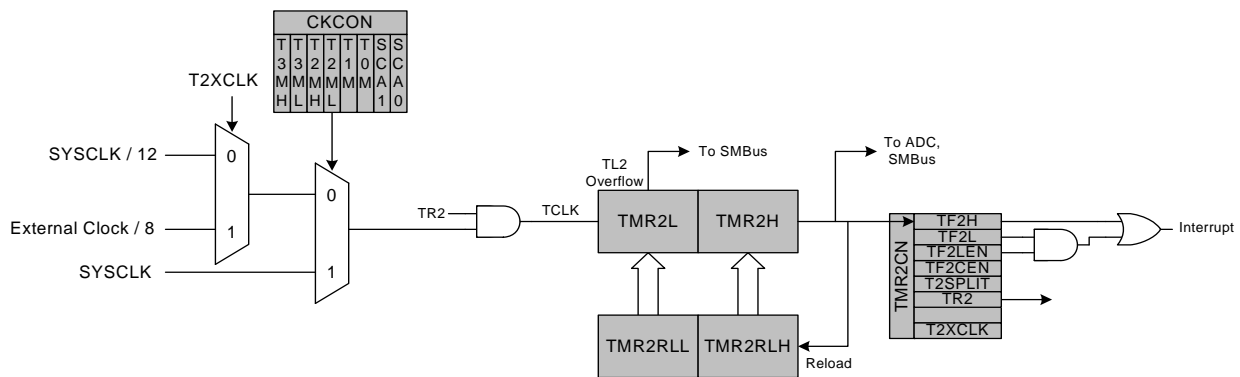 CKCON
T3MH
T3ML
T2MH
T2ML
T1M
T0M
SCA1
SCA0
T2XCLK
SYSCLK / 12
0
External Clock / 8
1
SYSCLK
0
1
TR2
TCLK
TL2
Overflow
To SMBus
To ADC,
SMBus
TMR2L
TMR2H
TMR2RLL
TMR2RLH
Reload
TMR2CN
TF2H
TF2L
TF2LEN
TF2CEN
T2SPLIT
TR2
T2XCLK
Interrupt